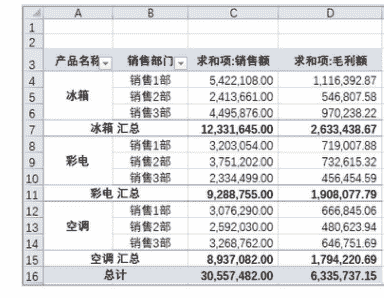 A B C D
1
2
3 产品名称 销售部门 求和项:销售额 求和项:毛利额
4 销售1部 5,422,108.00 1,116,392.87
5 冰箱 销售2部 2,413,661.00 546,807.58
6 销售3部 4,495,876.00 970,238.22
7 冰箱 汇总 12,331,645.00 2,633,438.67
8 销售1部 3,203,054.00 719,007.88
9 彩电 销售2部 3,751,202.00 732,615.32
10 销售3部 2,334,499.00 456,454.59
11 彩电 汇总 9,288,755.00 1,908,077.79
12 销售1部 3,076,290.00 666,845.06
13 空调 销售2部 2,592,030.00 480,623.94
14 销售3部 3,268,762.00 646,751.69
15 空调 汇总 8,937,082.00 1,794,220.69
16 总计 30,557,482.00 6,335,737.15